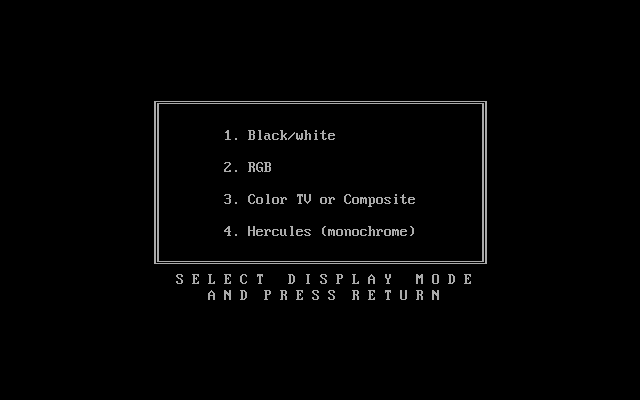 1. Black/white
2. RGB
3. Color TV or Composite
4. Hercules (monochrome)
SELECT DISPLAY MODE
AND PRESS RETURN